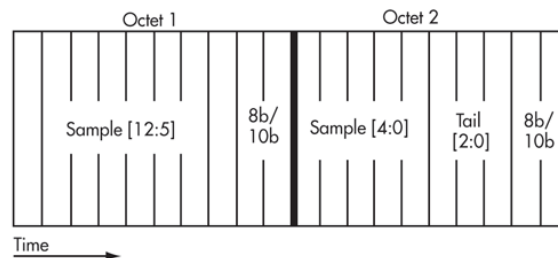 Octet 1
Octet 2
Sample [12:5]
8b/
10b
Sample [4:0]
Tail
[2:0]
8b/
10b
Time